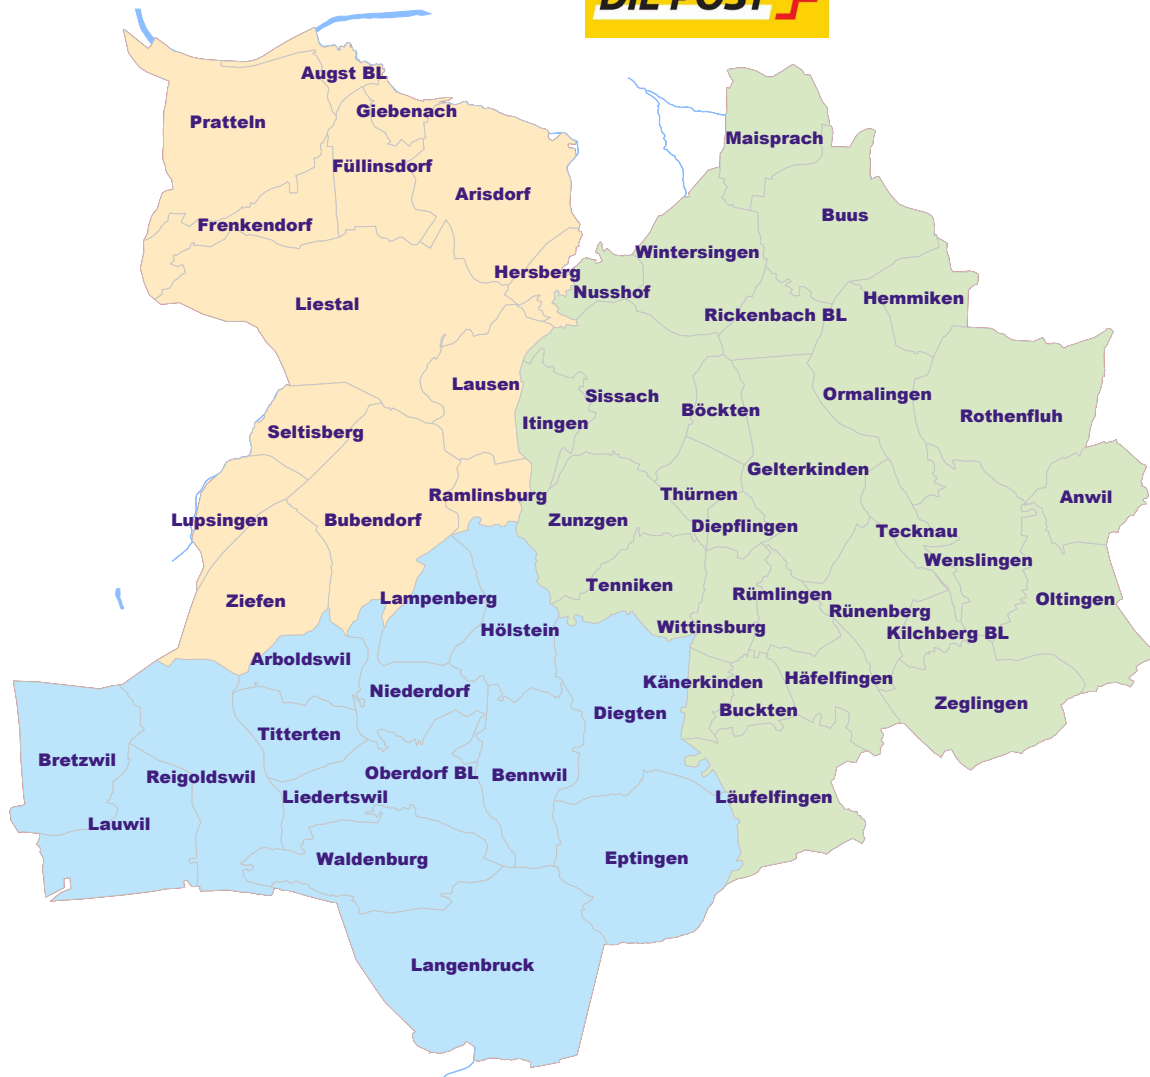 DIE POST
Augst BL
Giebenach
Pratteln
Füllinsdorf
Arisdorf
Frenkendorf
Hersberg
Liestal
Lausen
Seltisberg
Ramlinsburg
Lupsingen
Bubendorf
Ziefen
Maisprach
Buus
Wintersingen
Nusshof
Hemmiken
Rickenbach BL
Sissach
Ormalingen
Böckten
Rothenfluh
Itingen
Gelterkinden
Thürnen
Anwil
Zunzgen
Diepflingen
Tecknau
Wenslingen
Tenniken
Rümlingen
Oltingen
Rünenberg
Wittinsburg
Kilchberg BL
Känerkinden
Häfelfingen
Buckten
Zeglingen
Läufelfingen
Lampenberg
Hölstein
Arboldswil
Niederdorf
Diegten
Titterten
Bretzwil
Reigoldswil
Oberdorf BL
Bennwil
Liedertswil
Lauwil
Waldenburg
Eptingen
Langenbruck